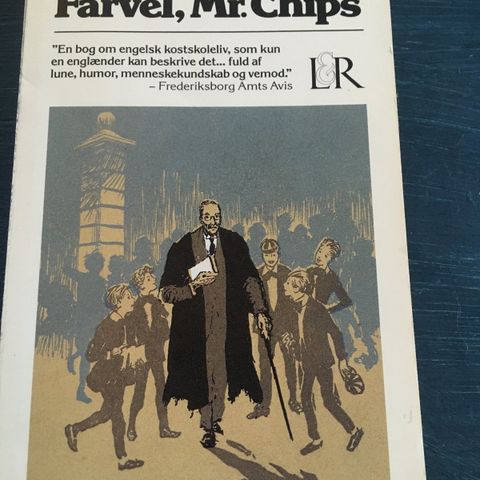 Farvel, Mr. Chips
”En bog om engelsk kostskoleliv, som kun
en englænder kan beskrive det... fuld af
lune, humor, menneskekundskab og vemod.”
– Frederiksborg Amts Avis
L&R